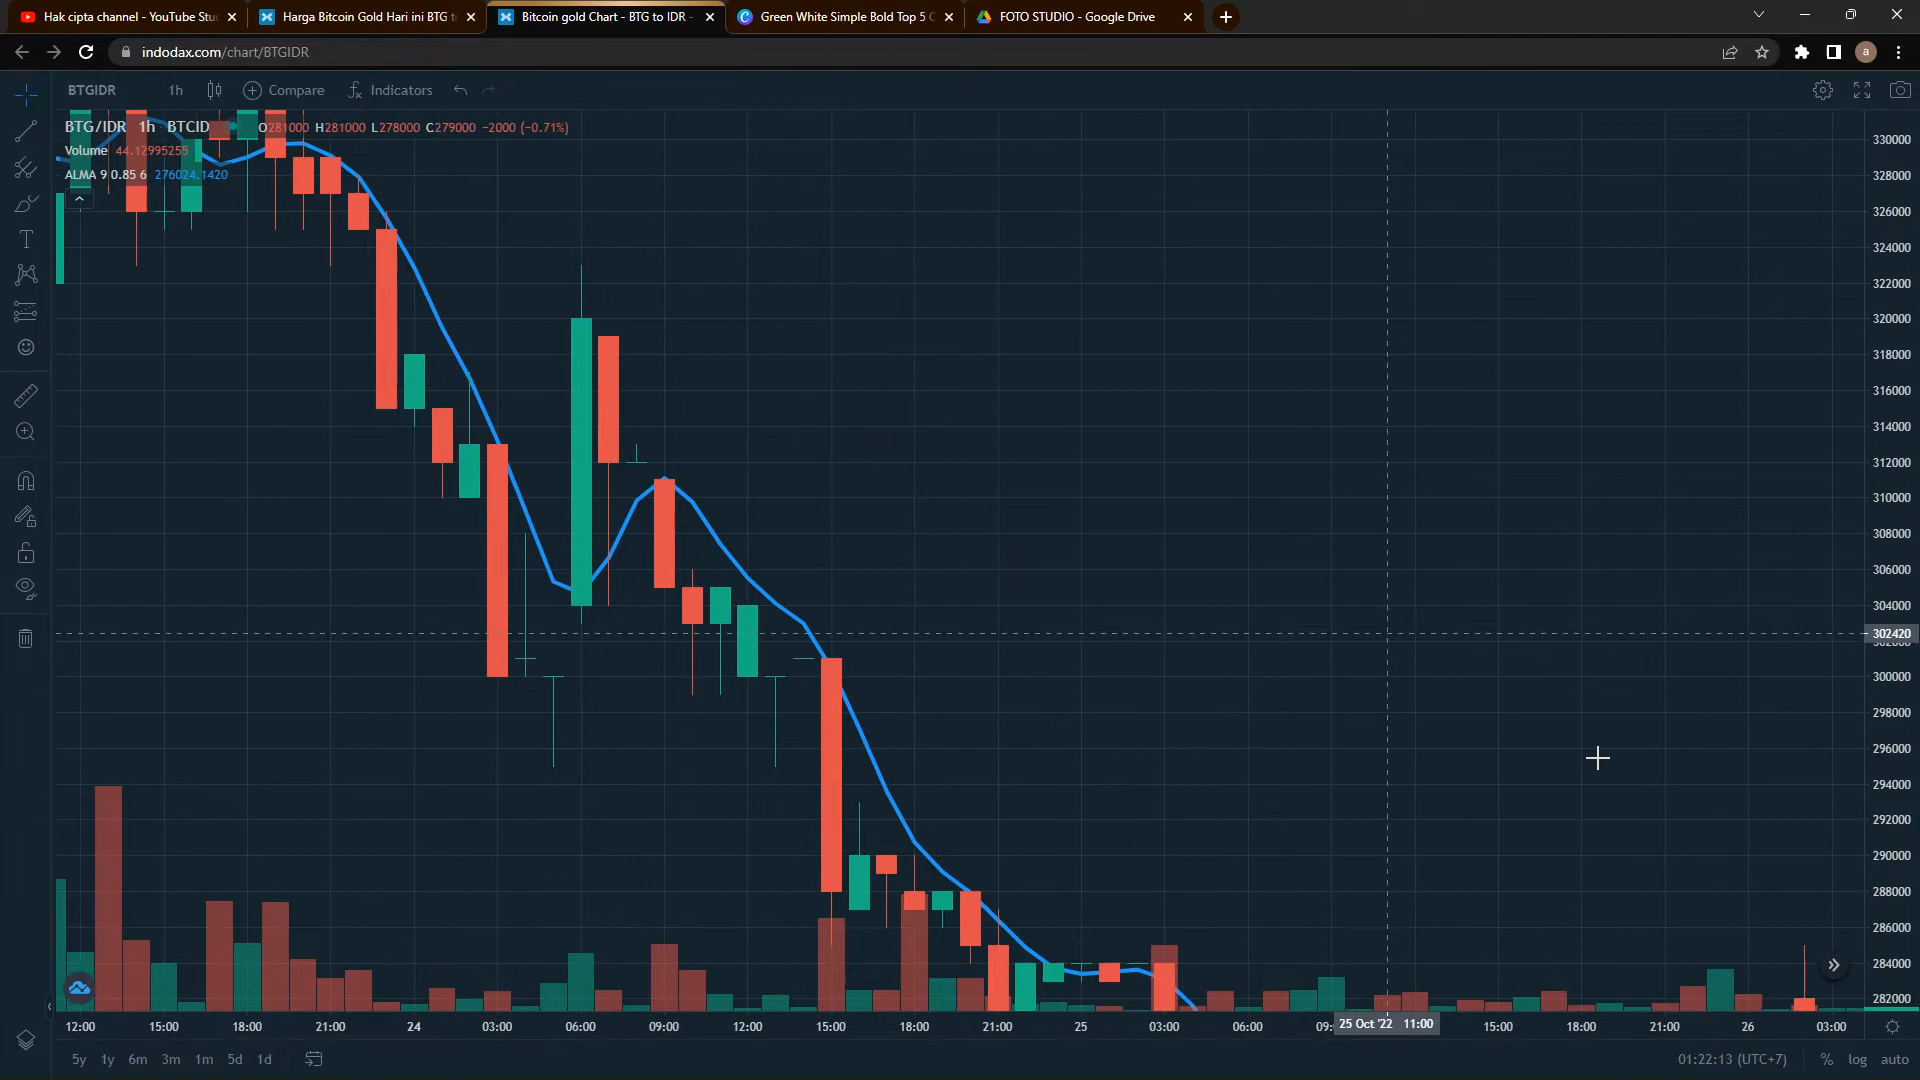 Hak cipta channel - YouTube Stu
Harga Bitcoin Gold Hari ini BTG to
Bitcoin gold Chart - BTG to IDR -
Green White Simple Bold Top 5 C
FOTO STUDIO - Google Drive
indodax.com/chart/BTGIDR
a
BTGIDR 1h Compare Indicators
BTG/IDR 1h BTCID O281000 H281000 L278000 C279000 −2000 (−0.71%)
Volume 44.12995255
ALMA 9 0.85 6 276024.1420
330000
328000
326000
324000
322000
320000
318000
316000
314000
312000
310000
308000
306000
304000
302420
300000
298000
296000
294000
292000
290000
288000
286000
284000
282000
12:00 15:00 18:00 21:00 24 03:00 06:00 09:00 12:00 15:00 18:00 21:00 25 03:00 06:00 09: 25 Oct '22 11:00 15:00 18:00 21:00 26 03:00
5y 1y 6m 3m 1m 5d 1d
01:22:13 (UTC+7) % log auto